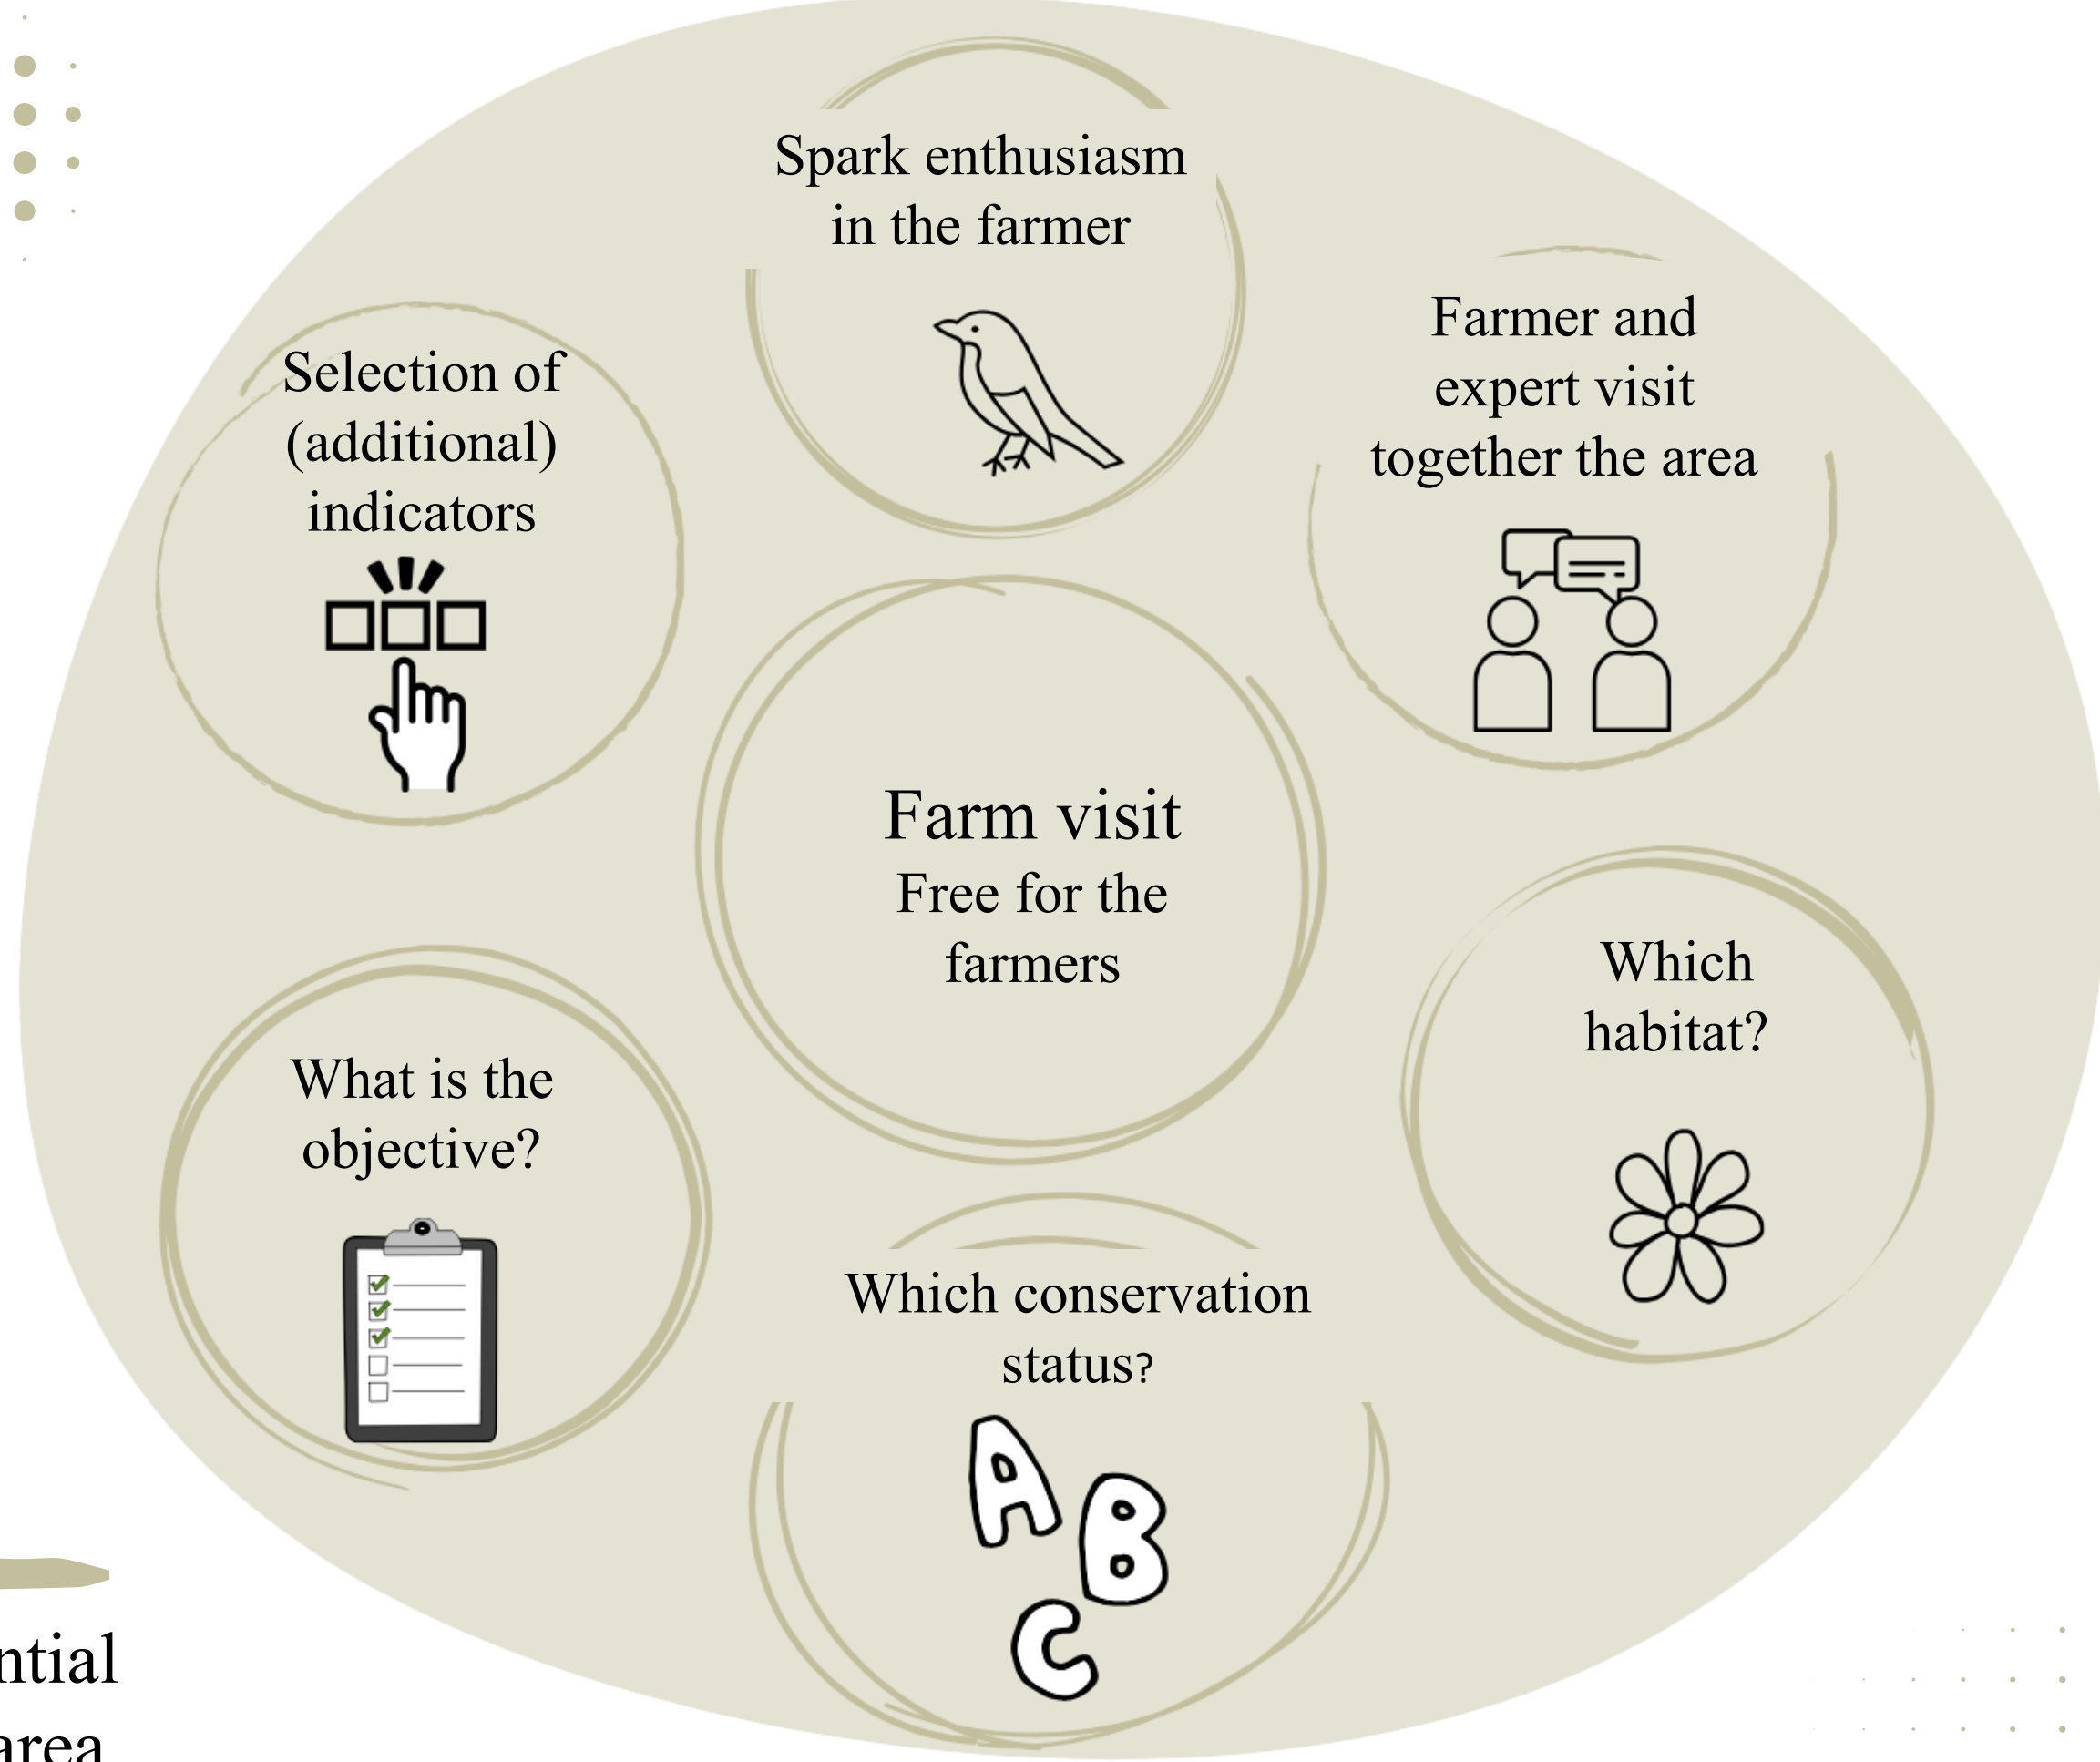 Spark enthusiasm
in the farmer
Farmer and
expert visit
together the area
Selection of
(additional)
indicators
Farm visit
Free for the
farmers
Which
habitat?
What is the
objective?
Which conservation
status?
A
B
C
ntial
area